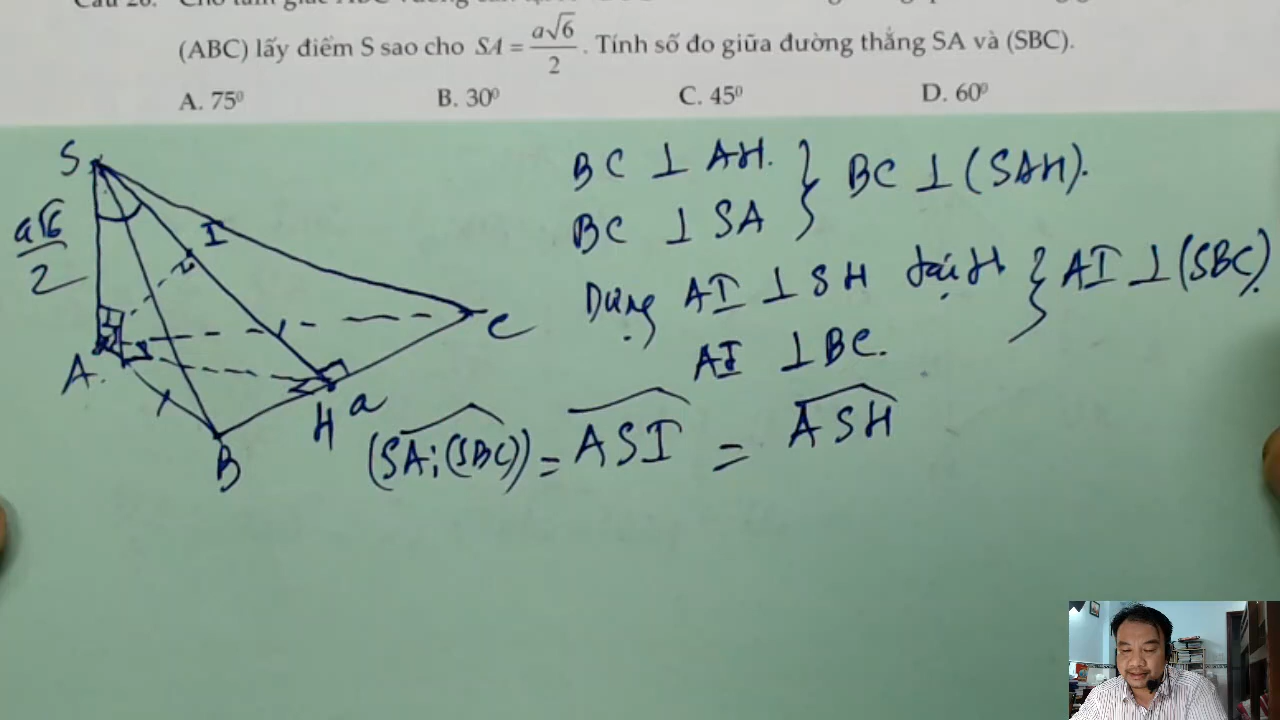 (ABC) lấy điểm S sao cho SA = a√6/2. Tính số đo giữa đường thẳng SA và (SBC).
A. 75⁰ B. 30⁰ C. 45⁰ D. 60⁰
S
a√6/2
I
A
C
H a
B
BC ⊥ AH.
BC ⊥ SA
} BC ⊥ (SAH).
Dựng AI ⊥ SH tại H
AI ⊥ BC.
} AI ⊥ (SBC).
(SA; (SBC)) = ASI = ASH